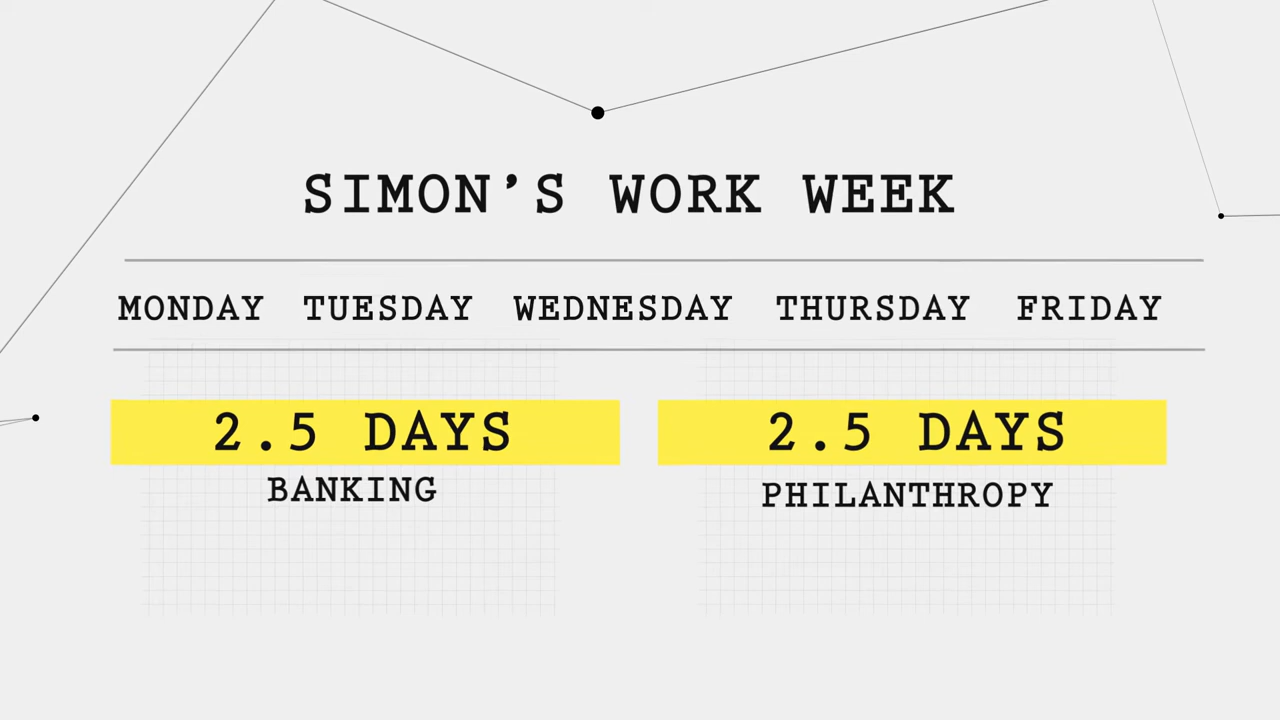 SIMON’S WORK WEEK
MONDAY TUESDAY WEDNESDAY THURSDAY FRIDAY
2.5 DAYS 2.5 DAYS
BANKING PHILANTHROPY